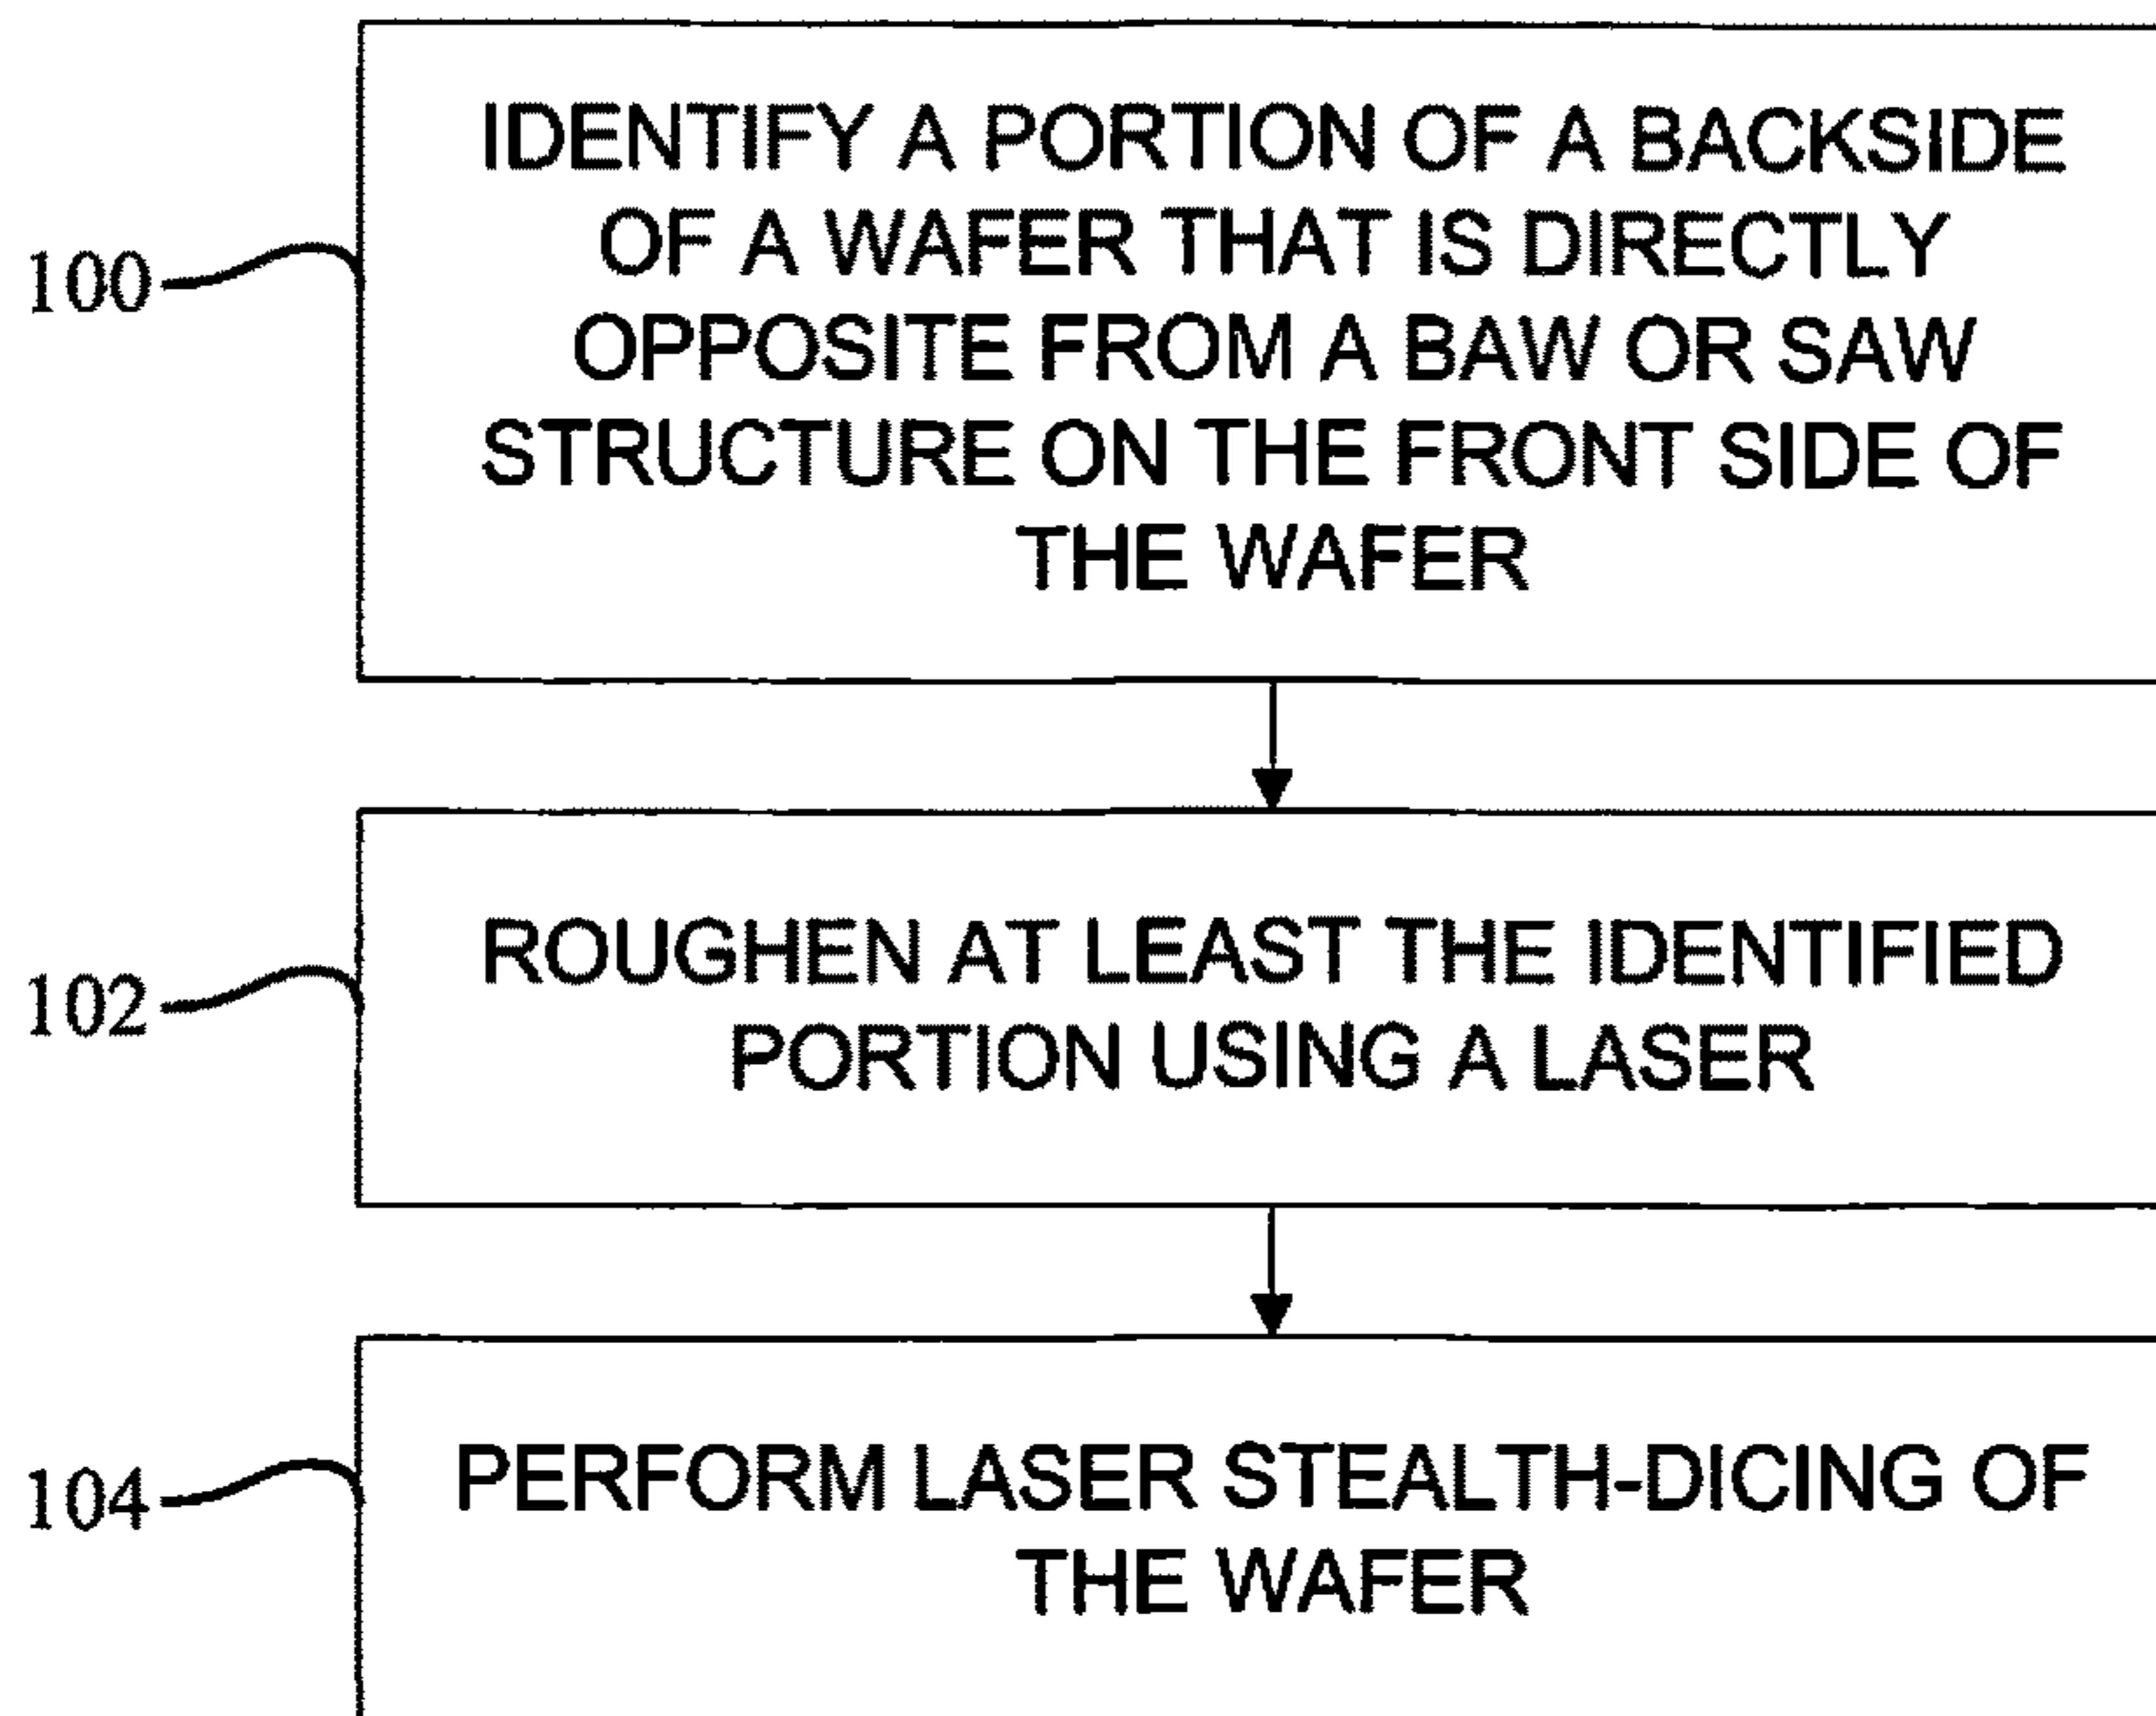 IDENTIFY A PORTION OF A BACKSIDE
OF A WAFER THAT IS DIRECTLY
100
OPPOSITE FROM A BAW OR SAW
STRUCTURE ON THE FRONT SIDE OF
THE WAFER
ROUGHEN AT LEAST THE IDENTIFIED
102
PORTION USING A LASER
PERFORM LASER STEALTH-DICING OF
104
THE WAFER